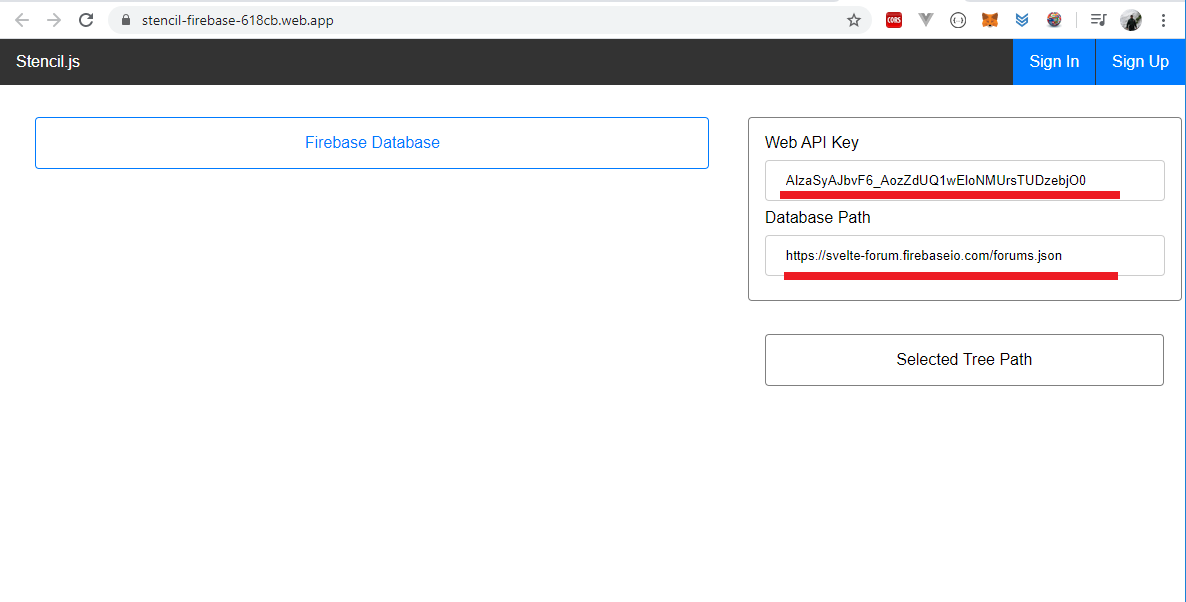 stencil-firebase-618cb.web.app
CORS
Stencil.js
Sign In
Sign Up
Firebase Database
Web API Key
AIzaSyAJbvF6_AozZdUQ1wEIoNMUrsTUDzebjO0
Database Path
https://svelte-forum.firebaseio.com/forums.json
Selected Tree Path